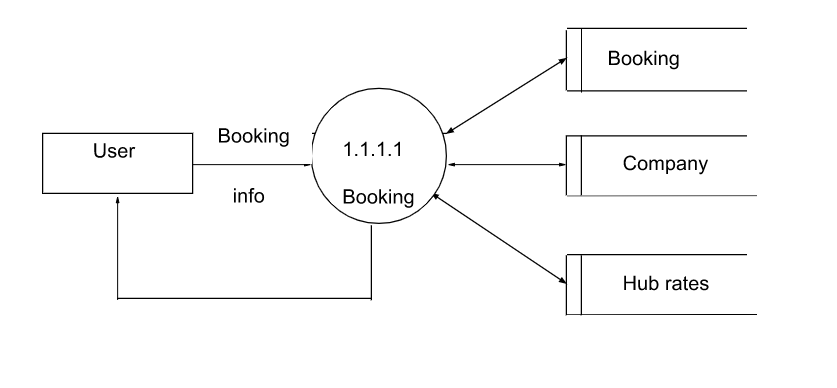 User
Booking
info
1.1.1.1
Booking
Booking
Company
Hub rates